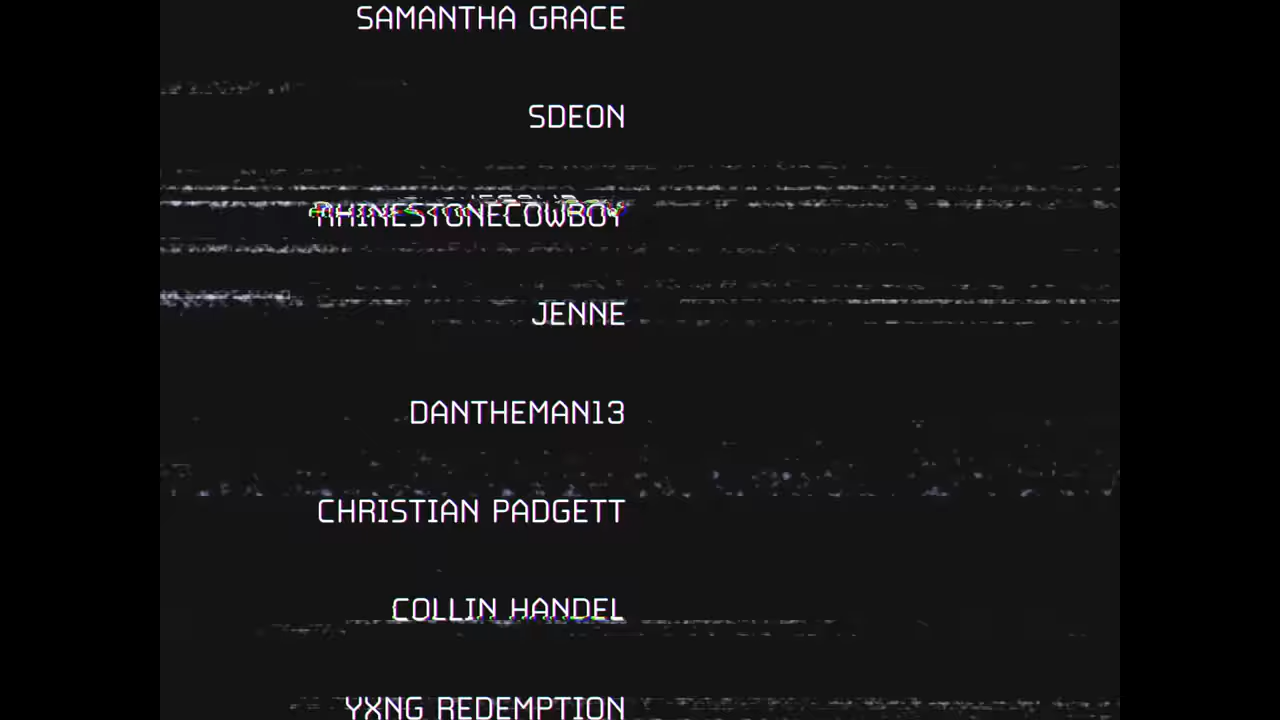 SAMANTHA GRACE
SDEON
RHINESTONECOWBOY
JENNE
DANTHEMAN13
CHRISTIAN PADGETT
COLLIN HANDEL
YXNG REDEMPTION